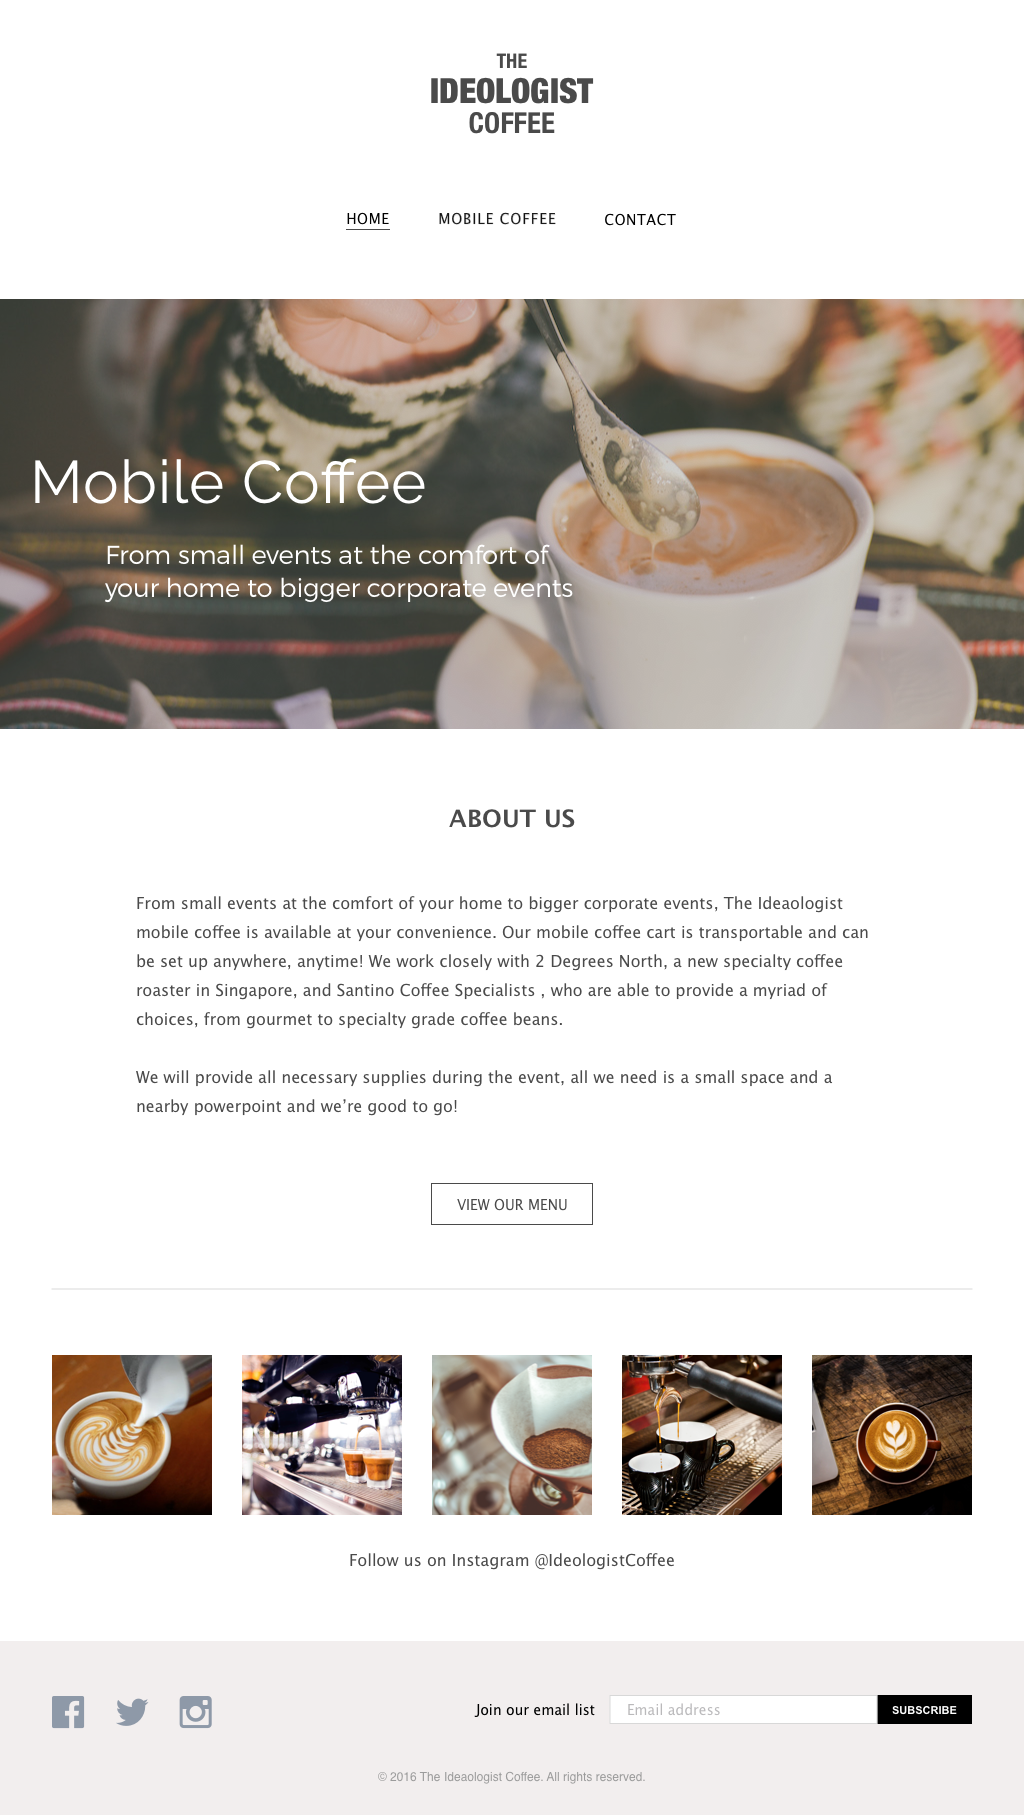 THE
IDEOLOGIST
COFFEE
HOME
MOBILE COFFEE
CONTACT
Mobile Coffee
From small events at the comfort of
your home to bigger corporate events
ABOUT US
From small events at the comfort of your home to bigger corporate events, The Ideaologist
mobile coffee is available at your convenience. Our mobile coffee cart is transportable and can
be set up anywhere, anytime! We work closely with 2 Degrees North, a new specialty coffee
roaster in Singapore, and Santino Coffee Specialists , who are able to provide a myriad of
choices, from gourmet to specialty grade coffee beans.
We will provide all necessary supplies during the event, all we need is a small space and a
nearby powerpoint and we’re good to go!
VIEW OUR MENU
Follow us on Instagram @IdeologistCoffee
Join our email list
Email address
SUBSCRIBE
© 2016 The Ideaologist Coffee. All rights reserved.